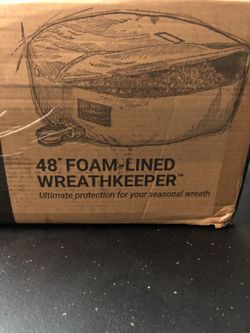 48" FOAM-LINED
WREATHKEEPER™
Ultimate protection for your seasonal wreath